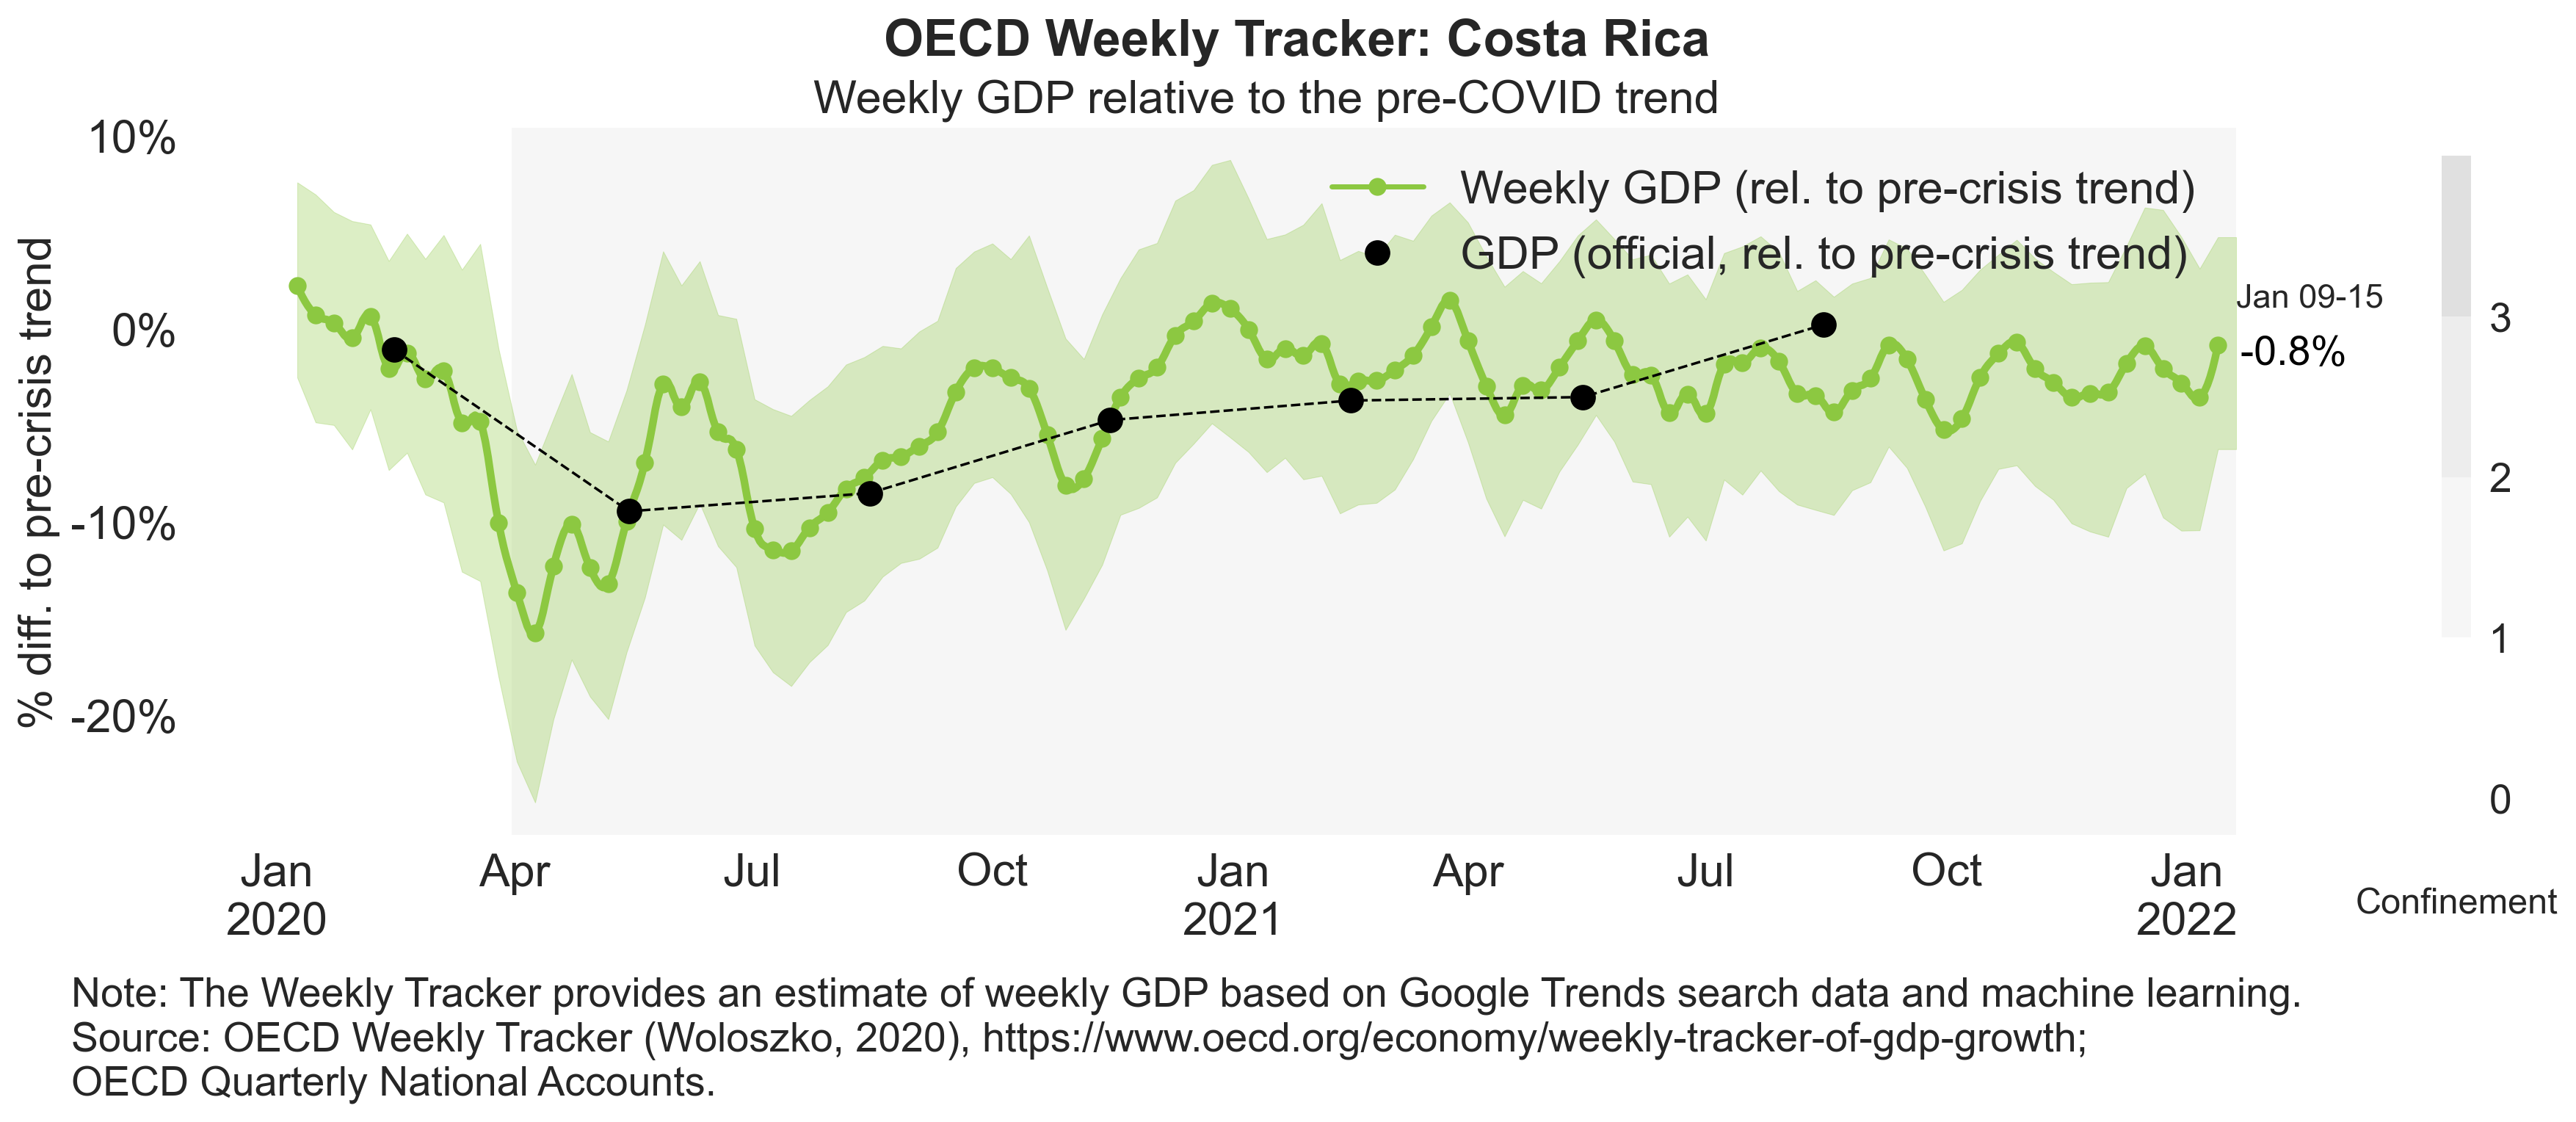 OECD Weekly Tracker: Costa Rica
Weekly GDP relative to the pre-COVID trend
% diff. to pre-crisis trend
10%
0%
-10%
-20%
Weekly GDP (rel. to pre-crisis trend)
GDP (official, rel. to pre-crisis trend)
Jan 09-15
-0.8%
3
2
1
0
Confinement
Jan
2020
Apr
Jul
Oct
Jan
2021
Apr
Jul
Oct
Jan
2022
Note: The Weekly Tracker provides an estimate of weekly GDP based on Google Trends search data and machine learning.
Source: OECD Weekly Tracker (Woloszko, 2020), https://www.oecd.org/economy/weekly-tracker-of-gdp-growth;
OECD Quarterly National Accounts.